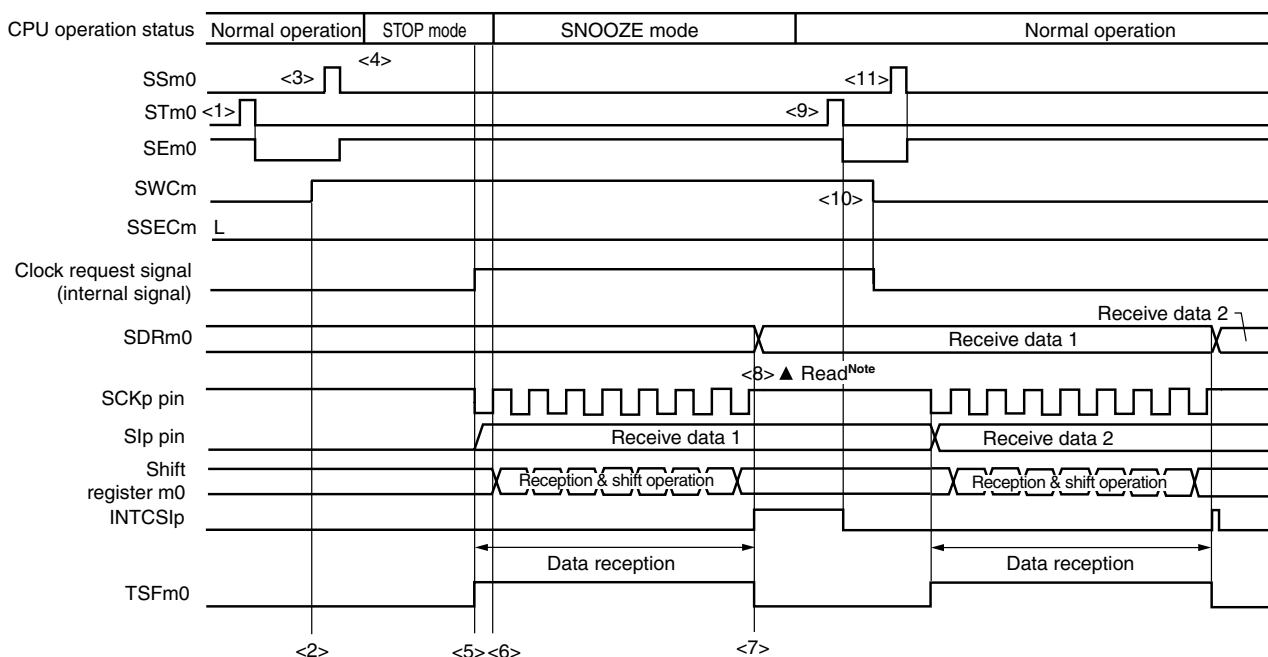 CPU operation status Normal operation STOP mode SNOOZE mode Normal operation
<4>
SSm0 <3> <11>
STm0 <1> <9>
SEm0
SWCm <10>
SSECm L
Clock request signal
(internal signal)
Receive data 2
SDRm0 Receive data 1
<8> ▲ Read Note
SCKp pin
SIp pin Receive data 1 Receive data 2
Shift
register m0 Reception & shift operation Reception & shift operation
INTCSIp
Data reception Data reception
TSFm0
<2> <5> <6> <7>